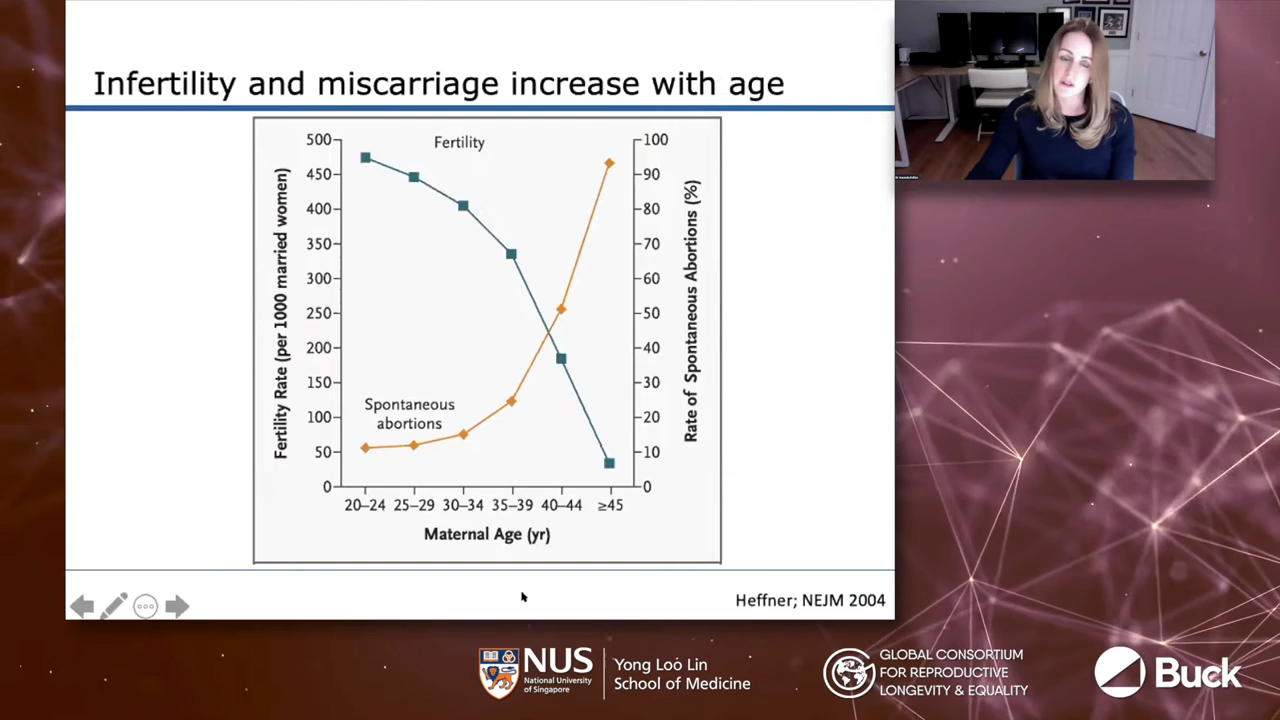 Infertility and miscarriage increase with age
Fertility
500
450
400
350
300
250
200
150
100
50
0
Fertility Rate (per 1000 married women)
100
90
80
70
60
50
40
30
20
10
0
Rate of Spontaneous Abortions (%)
Spontaneous
abortions
20–24 25–29 30–34 35–39 40–44 ≥45
Maternal Age (yr)
Heffner; NEJM 2004
NUS
National University
of Singapore
Yong Loo Lin
School of Medicine
GLOBAL CONSORTIUM
FOR REPRODUCTIVE
LONGEVITY & EQUALITY
Buck